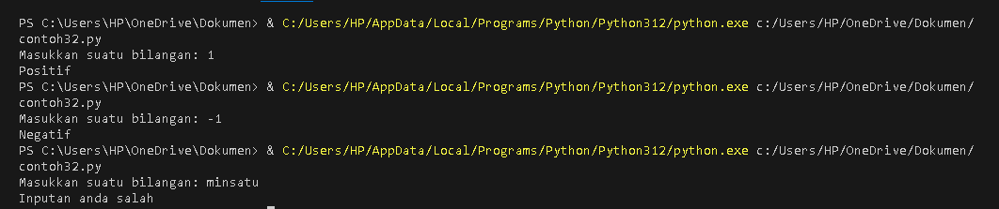 PS C:\Users\HP\OneDrive\Dokumen> & C:/Users/HP/AppData/Local/Programs/Python/Python312/python.exe c:/Users/HP/OneDrive/Dokumen/
contoh32.py
Masukkan suatu bilangan: 1
Positif
PS C:\Users\HP\OneDrive\Dokumen> & C:/Users/HP/AppData/Local/Programs/Python/Python312/python.exe c:/Users/HP/OneDrive/Dokumen/
contoh32.py
Masukkan suatu bilangan: -1
Negatif
PS C:\Users\HP\OneDrive\Dokumen> & C:/Users/HP/AppData/Local/Programs/Python/Python312/python.exe c:/Users/HP/OneDrive/Dokumen/
contoh32.py
Masukkan suatu bilangan: minsatu
Inputan anda salah